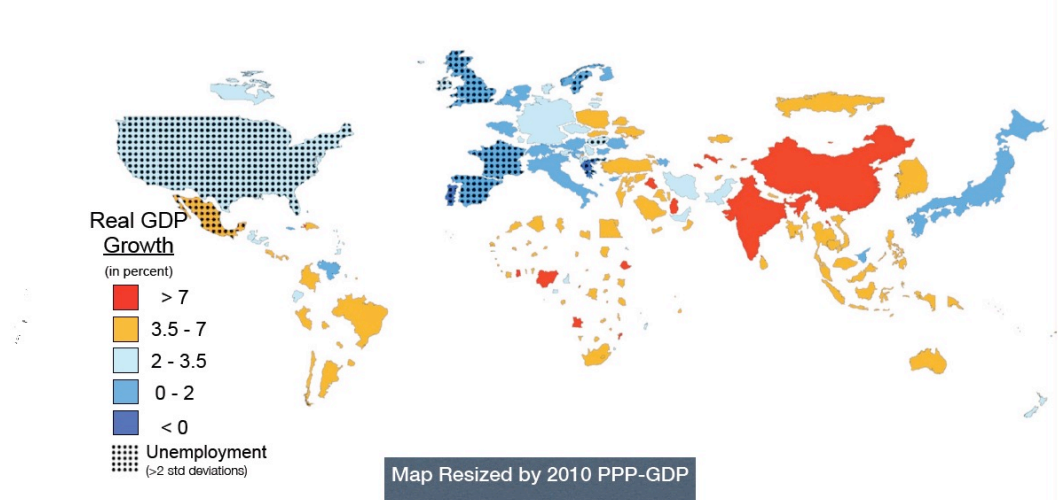 Real GDP
Growth
(in percent)
> 7
3.5 - 7
2 - 3.5
0 - 2
< 0
Unemployment
(>2 std deviations)
Map Resized by 2010 PPP-GDP